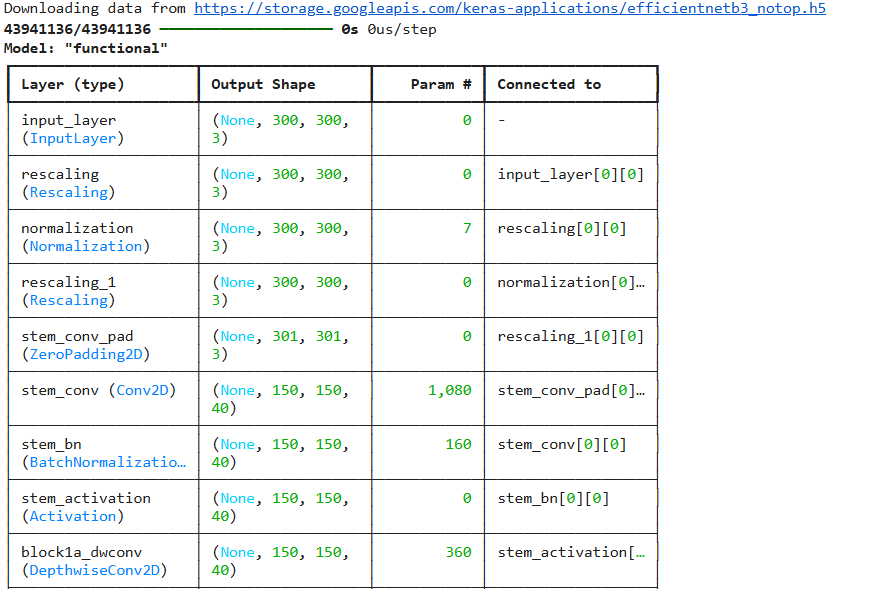 Downloading data from https://storage.googleapis.com/keras-applications/efficientnetb3_notop.h5
43941136/43941136 0s 0us/step
Model: "functional"
Layer (type) Output Shape Param # Connected to
input_layer (None, 300, 300, 0 -
(InputLayer) 3)
rescaling (None, 300, 300, 0 input_layer[0][0]
(Rescaling) 3)
normalization (None, 300, 300, 7 rescaling[0][0]
(Normalization) 3)
rescaling_1 (None, 300, 300, 0 normalization[0]…
(Rescaling) 3)
stem_conv_pad (None, 301, 301, 0 rescaling_1[0][0]
(ZeroPadding2D) 3)
stem_conv (Conv2D) (None, 150, 150, 1,080 stem_conv_pad[0]…
40)
stem_bn (None, 150, 150, 160 stem_conv[0][0]
(BatchNormalizatio… 40)
stem_activation (None, 150, 150, 0 stem_bn[0][0]
(Activation) 40)
block1a_dwconv (None, 150, 150, 360 stem_activation[…
(DepthwiseConv2D) 40)